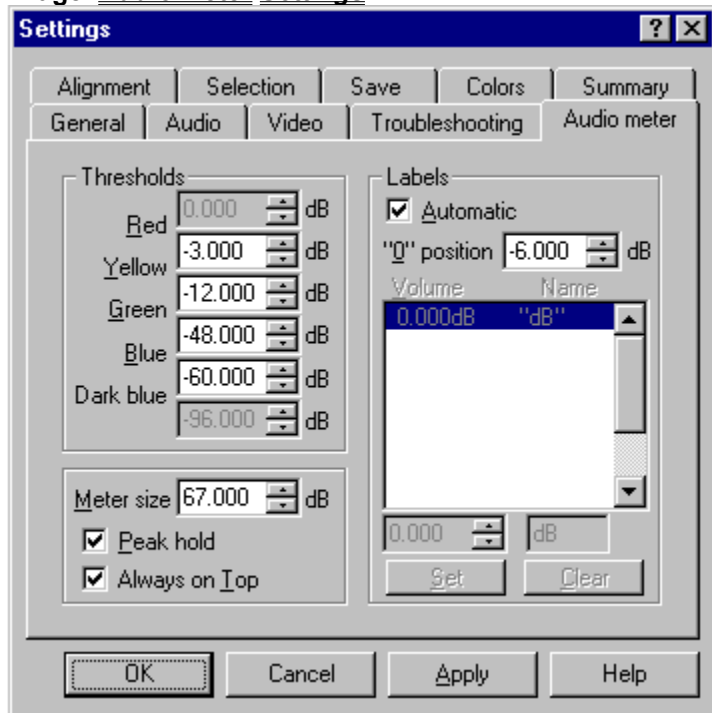 Settings
Alignment Selection Save Colors Summary
General Audio Video Troubleshooting Audio meter
Thresholds
0.000 dB
Red
-3.000 dB
Yellow
-12.000 dB
Green
-48.000 dB
Blue
-60.000 dB
Dark blue
-96.000 dB
Meter size 67.000 dB
Peak hold
Always on Top
Labels
Automatic
"0" position -6.000 dB
Volume Name
0.000dB "dB"
0.000 dB
Set Clear
OK Cancel Apply Help